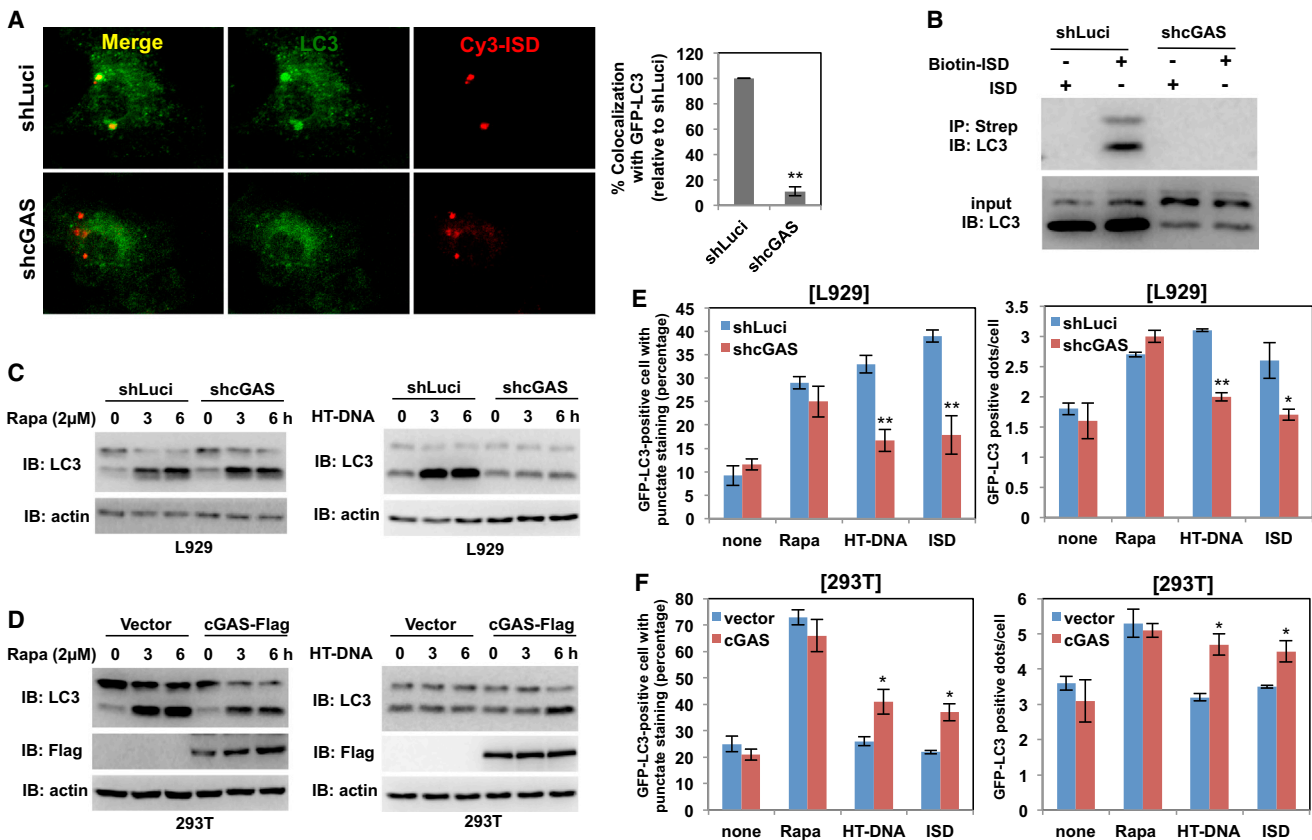 A
Merge
LC3
Cy3-ISD
shLuci
shcGAS
% Colocalization
with GFP-LC3
(relative to shLuci)
120
100
80
60
40
20
0
**
shLuci
shcGAS
B
shLuci shcGAS
Biotin-ISD - + - +
ISD + - + -
IP: Strep
IB: LC3
input
IB: LC3
C
shLuci shcGAS
Rapa (2µM) 0 3 6 0 3 6 h
IB: LC3
IB: actin
L929
shLuci shcGAS
HT-DNA 0 3 6 0 3 6 h
IB: LC3
IB: actin
L929
D
Vector cGAS-Flag
Rapa (2µM) 0 3 6 0 3 6 h
IB: LC3
IB: Flag
IB: actin
293T
Vector cGAS-Flag
HT-DNA 0 3 6 0 3 6 h
IB: LC3
IB: Flag
IB: actin
293T
E
[L929]
GFP-LC3-positive cell with
punctate staining (percentage)
45
40
35
30
25
20
15
10
5
0
shLuci
shcGAS
** **
none Rapa HT-DNA ISD
[L929]
GFP-LC3 positive dots/cell
3.5
3
2.5
2
1.5
1
0.5
0
shLuci
shcGAS
** *
none Rapa HT-DNA ISD
F
[293T]
GFP-LC3-positive cell with
punctate staining (percentage)
80
70
60
50
40
30
20
10
0
vector
cGAS
* *
none Rapa HT-DNA ISD
[293T]
GFP-LC3 positive dots/cell
6
5
4
3
2
1
0
vector
cGAS
* *
none Rapa HT-DNA ISD